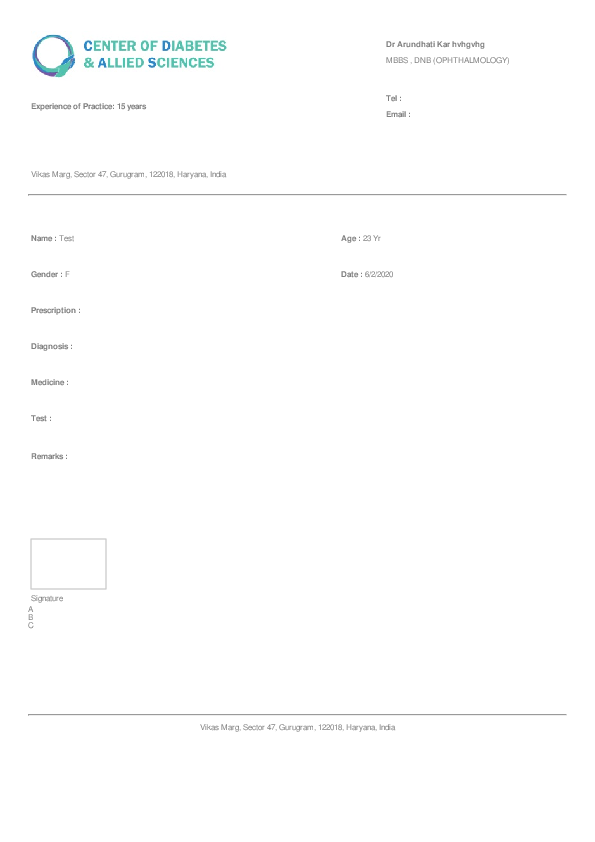 CENTER OF DIABETES
& ALLIED SCIENCES
Dr Arundhati Kar hvhgvhg
MBBS , DNB (OPHTHALMOLOGY)
Experience of Practice: 15 years
Tel :
Email :
Vikas Marg, Sector 47, Gurugram, 122018, Haryana, India
Name : Test
Age : 23 Yr
Gender : F
Date : 6/2/2020
Prescription :
Diagnosis :
Medicine :
Test :
Remarks :
Signature
A
B
C
Vikas Marg, Sector 47, Gurugram, 122018, Haryana, India